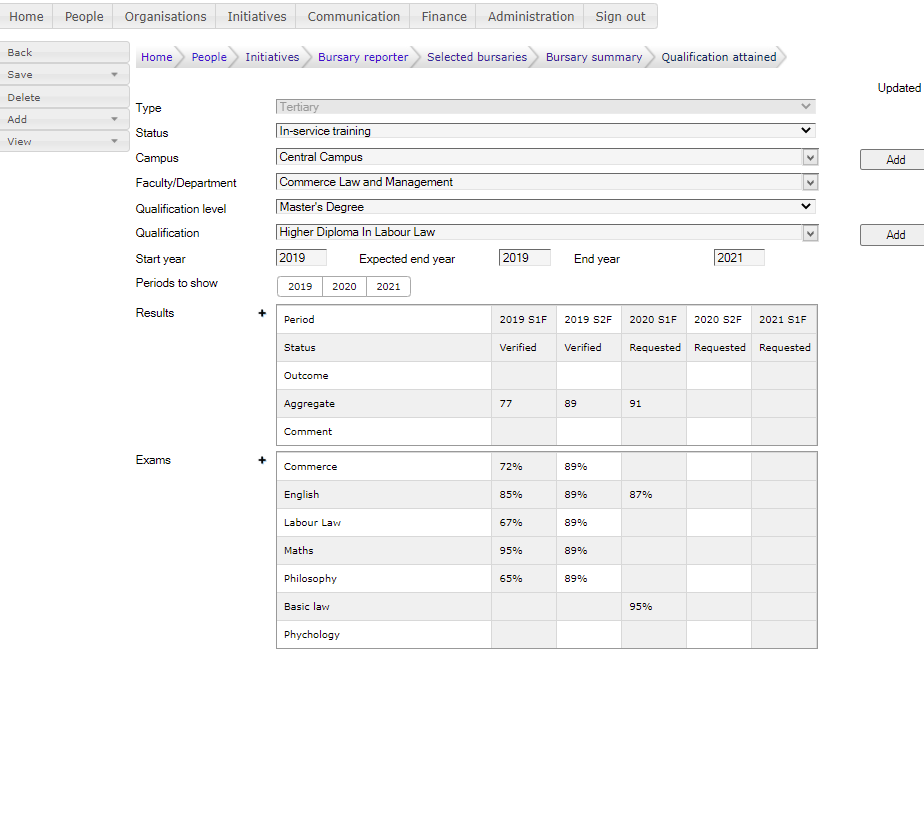 Home People Organisations Initiatives Communication Finance Administration Sign out
Back
Save
Delete
Add
View
Home People Initiatives Bursary reporter Selected bursaries Bursary summary Qualification attained
Updated
Type Tertiary
Status In-service training
Campus Central Campus Add
Faculty/Department Commerce Law and Management
Qualification level Master's Degree
Qualification Higher Diploma In Labour Law Add
Start year 2019 Expected end year 2019 End year 2021
Periods to show 2019 2020 2021
Results + Period 2019 S1F 2019 S2F 2020 S1F 2020 S2F 2021 S1F
Status Verified Verified Requested Requested Requested
Outcome
Aggregate 77 89 91
Comment
Exams + Commerce 72% 89%
English 85% 89% 87%
Labour Law 67% 89%
Maths 95% 89%
Philosophy 65% 89%
Basic law 95%
Phychology